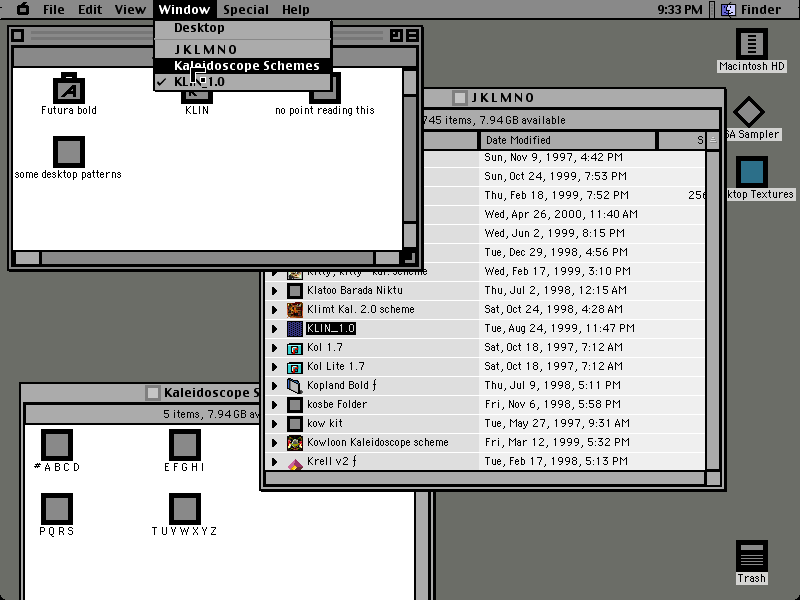 File Edit View Window Special Help 9:33 PM Finder
Desktop
J K L M N O
Kaleidoscope Schemes
✓ KLIN_1.0
Futura bold
KLIN
no point reading this
some desktop patterns
Macintosh HD
SA Sampler
ktop Textures
Trash
J K L M N O
745 items, 7.94 GB available
Date Modified S
Sun, Nov 9, 1997, 4:42 PM
Sun, Oct 24, 1999, 7:53 PM
Thu, Feb 18, 1999, 7:52 PM 256
Wed, Apr 26, 2000, 11:40 AM
Wed, Jun 2, 1999, 8:15 PM
Tue, Dec 29, 1998, 4:56 PM
Kitty, kitty kal. scheme Wed, Feb 17, 1999, 3:10 PM
Klatoo Barada Niktu Thu, Jul 2, 1998, 12:15 AM
Klimt Kal. 2.0 scheme Sat, Oct 24, 1998, 4:28 AM
KLIN_1.0 Tue, Aug 24, 1999, 11:47 PM
Kol 1.7 Sat, Oct 18, 1997, 7:12 AM
Kol Lite 1.7 Sat, Oct 18, 1997, 7:12 AM
Kopland Bold ƒ Thu, Jul 9, 1998, 5:11 PM
kosbe Folder Fri, Nov 6, 1998, 5:58 PM
kow kit Tue, May 27, 1997, 9:31 AM
Kowloon Kaleidoscope scheme Fri, Mar 12, 1999, 5:32 PM
Krell v2 ƒ Tue, Feb 17, 1998, 5:13 PM
Kaleidoscope S
5 items, 7.94 GB av
# A B C D
E F G H I
P Q R S
T U Y W X Y Z